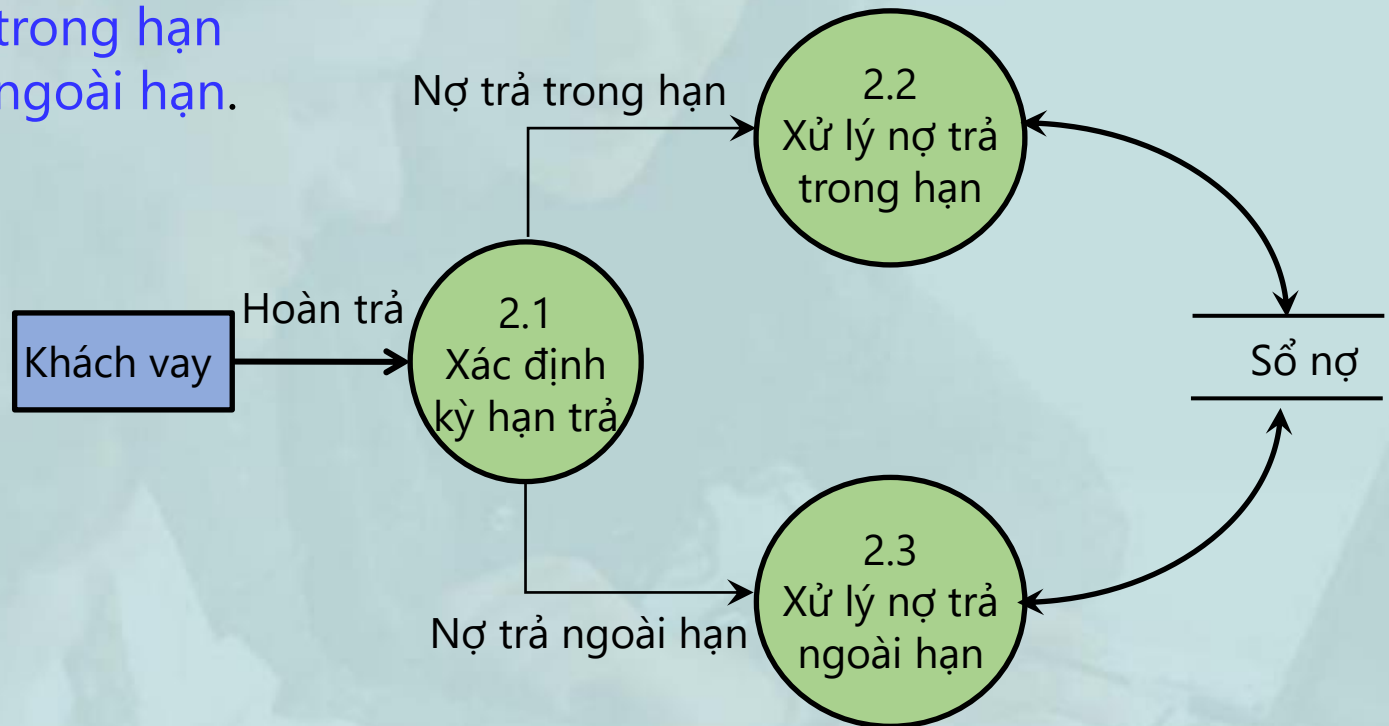 trong hạn
ngoài hạn.
Nợ trả trong hạn
2.2
Xử lý nợ trả
trong hạn
Hoàn trả
Khách vay
2.1
Xác định
kỳ hạn trả
Sổ nợ
Nợ trả ngoài hạn
2.3
Xử lý nợ trả
ngoài hạn